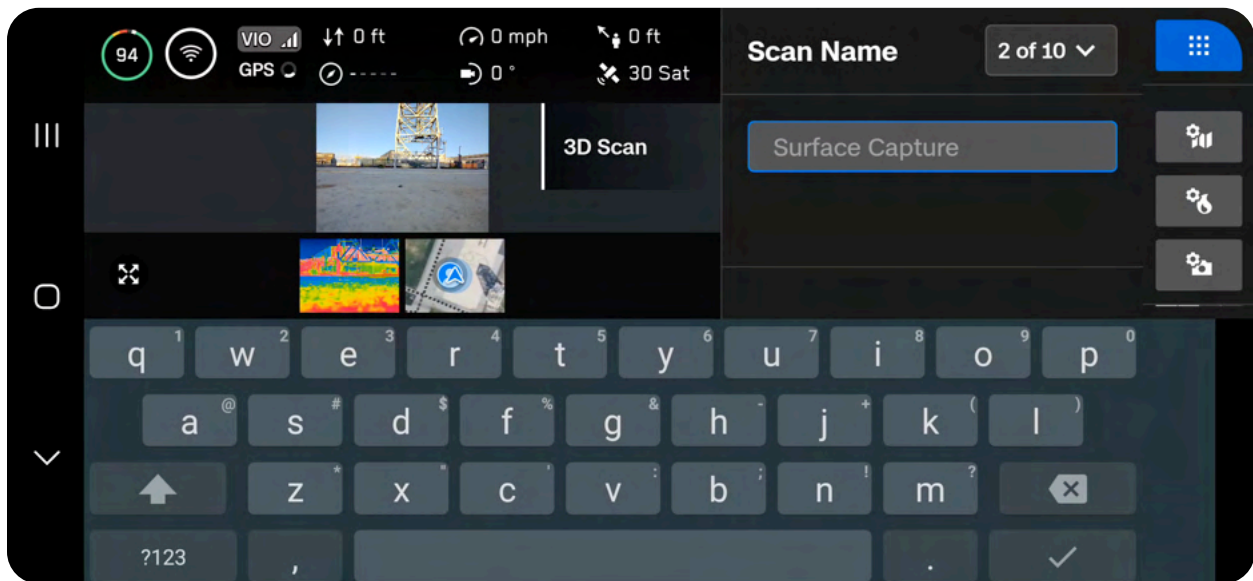 94
VIO
GPS
↓↑ 0 ft
-----
0 mph
0 °
0 ft
30 Sat
Scan Name
2 of 10
3D Scan
Surface Capture
q 1 w 2 e 3 r 4 t 5 y 6 u 7 i 8 o 9 p 0
a @ s # d $ f % g & h - j + k ( l )
z * x " c ' v : b ; n ! m ?
?123 , .